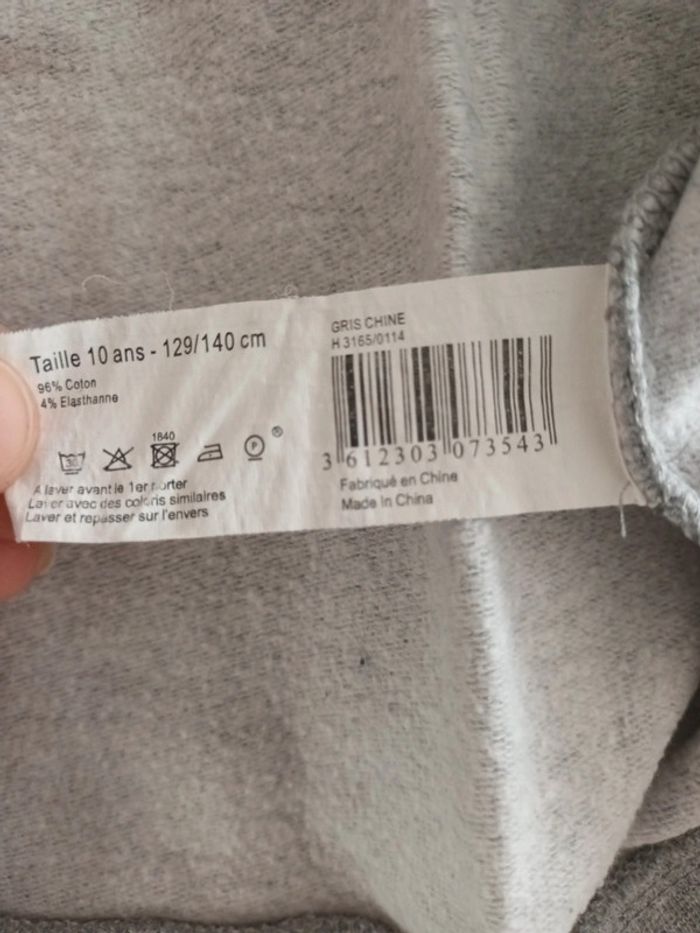 Taille 10 ans - 129/140 cm
96% Coton
4% Elasthanne
30
1840
P
®
A laver avant le 1er porter
Laver avec des coloris similaires
Laver et repasser sur l'envers
GRIS CHINE
H 3165/0114
3 612303 073543
Fabriqué en Chine
Made In China